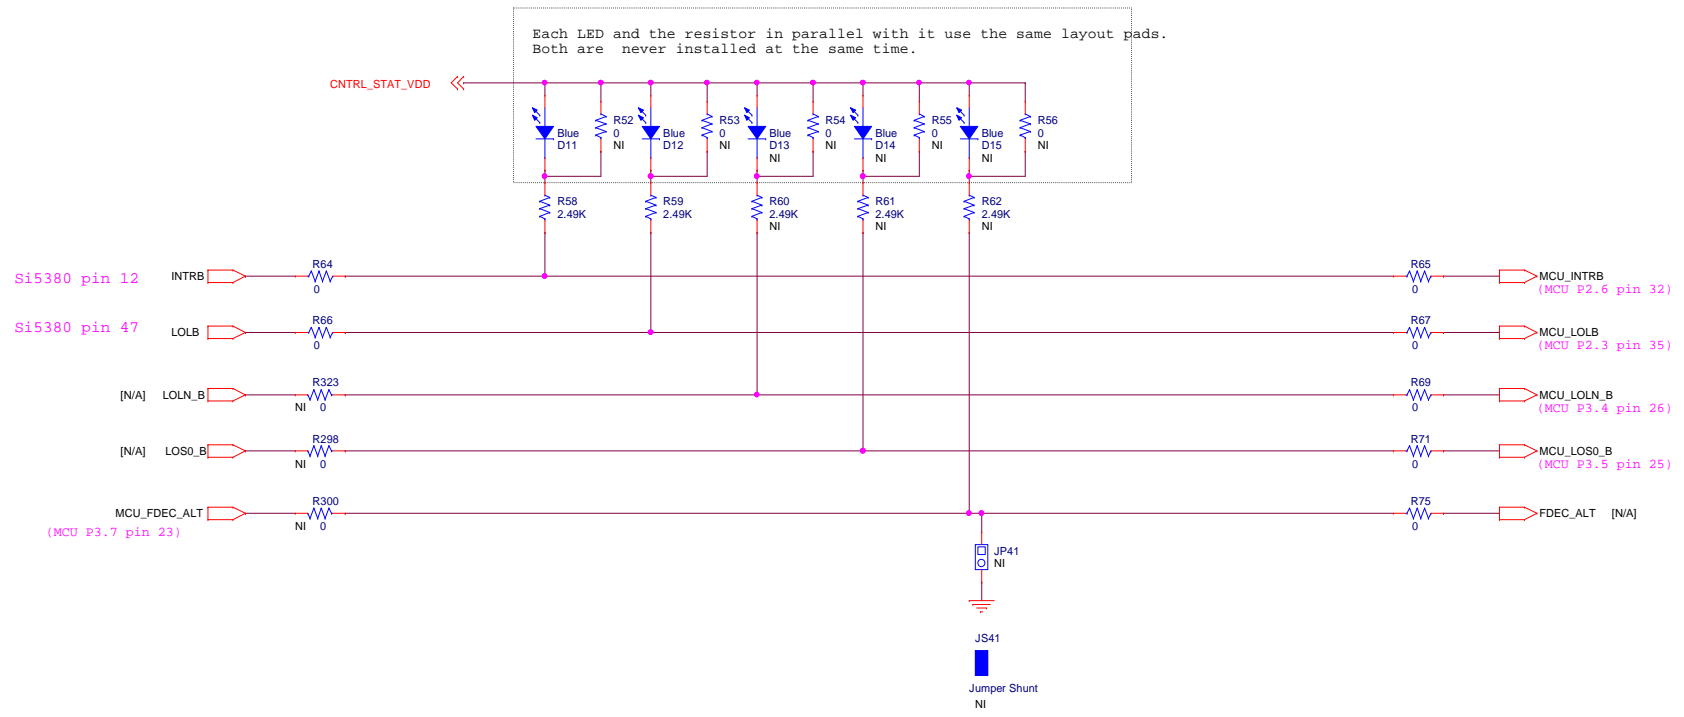 Each LED and the resistor in parallel with it use the same layout pads.
Both are  never installed at the same time.
CNTRL_STAT_VDD
R52
0
NI
R53
0
NI
R54
0
NI
R55
0
NI
R56
0
NI
Blue
D11
Blue
D12
Blue
D13
NI
Blue
D14
NI
Blue
D15
NI
R58
2.49K
R59
2.49K
R60
2.49K
NI
R61
2.49K
NI
R62
2.49K
NI
Si5380 pin 12
INTRB
R64
0
R65
0
MCU_INTRB
(MCU P2.6 pin 32)
Si5380 pin 47
LOLB
R66
0
R67
0
MCU_LOLB
(MCU P2.3 pin 35)
[N/A]
LOLN_B
R323
NI
0
R69
0
MCU_LOLN_B
(MCU P3.4 pin 26)
[N/A]
LOS0_B
R298
NI
0
R71
0
MCU_LOS0_B
(MCU P3.5 pin 25)
MCU_FDEC_ALT
(MCU P3.7 pin 23)
R300
NI
0
R75
0
FDEC_ALT
[N/A]
JP41
NI
JS41
Jumper Shunt
NI